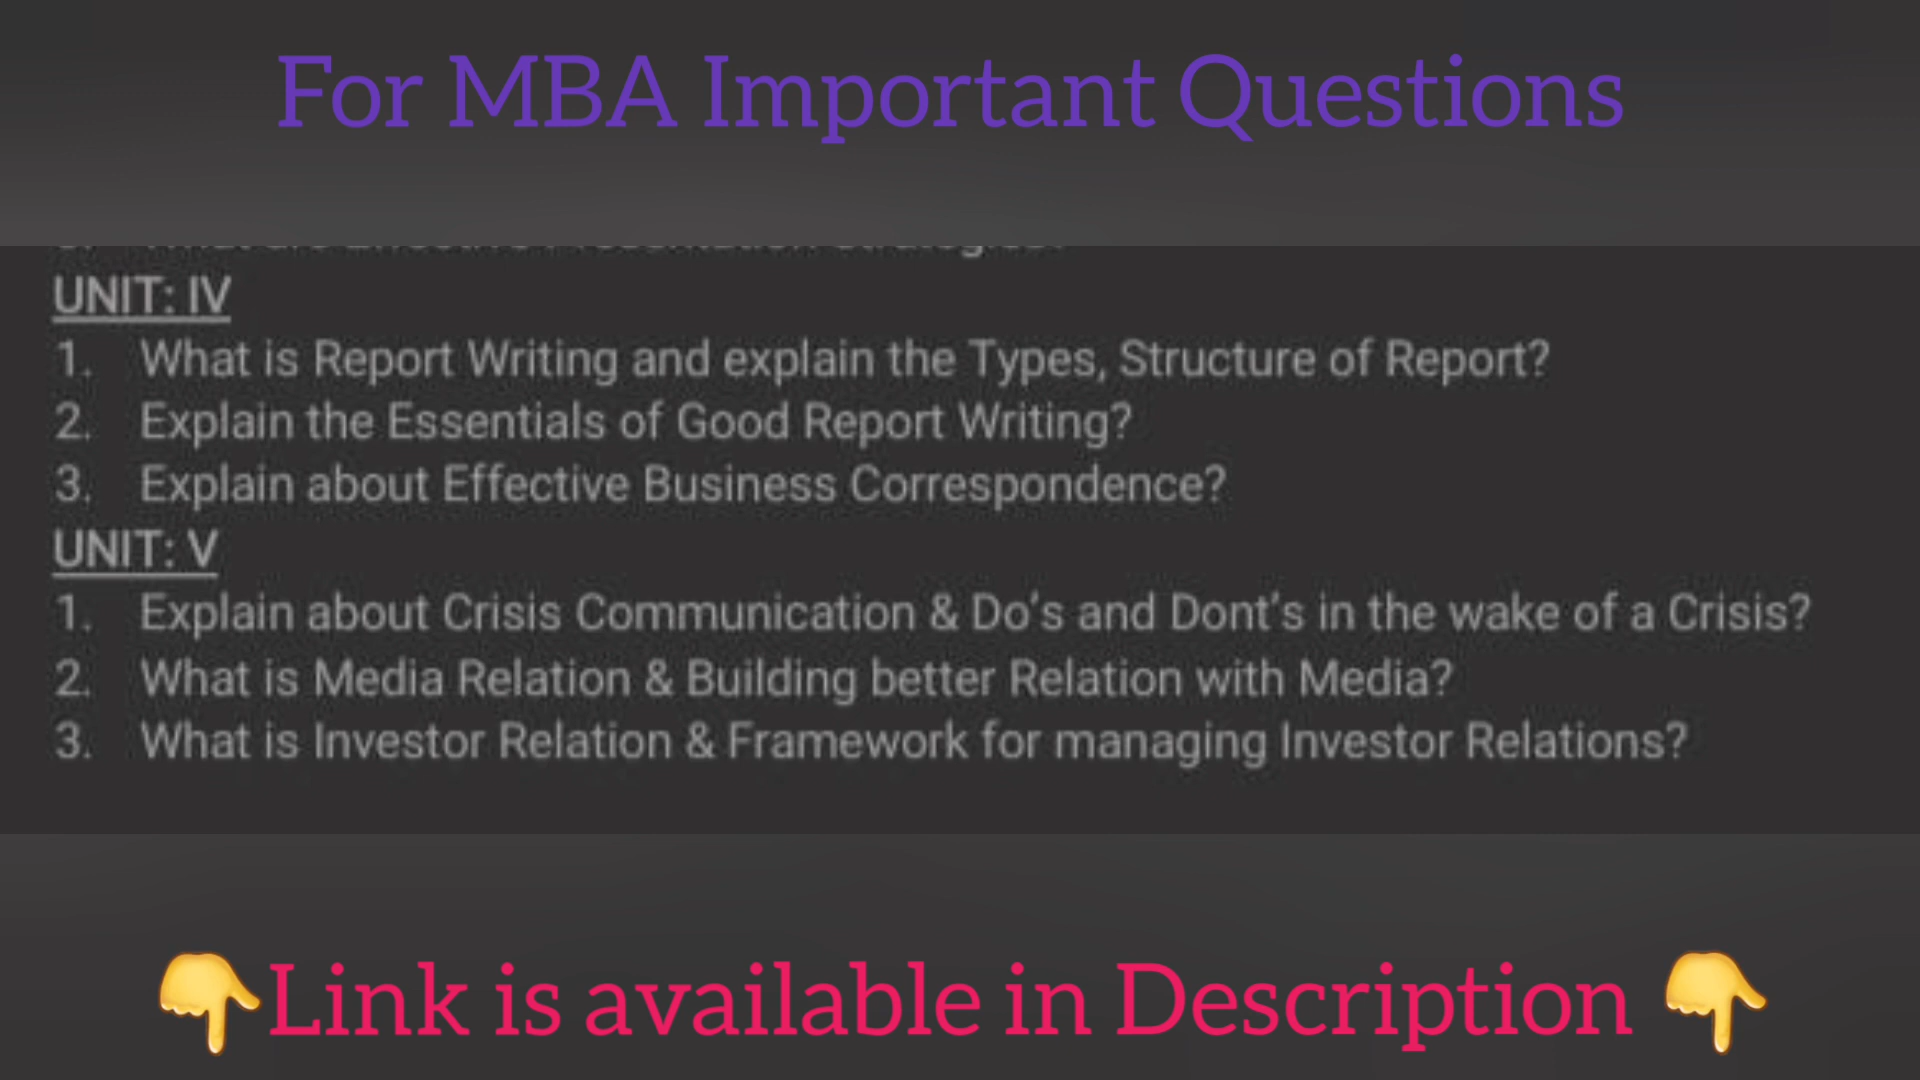 For MBA Important Questions
UNIT: IV
1. What is Report Writing and explain the Types, Structure of Report?
2. Explain the Essentials of Good Report Writing?
3. Explain about Effective Business Correspondence?
UNIT: V
1. Explain about Crisis Communication & Do's and Dont's in the wake of a Crisis?
2. What is Media Relation & Building better Relation with Media?
3. What is Investor Relation & Framework for managing Investor Relations?
👇Link is available in Description 👇